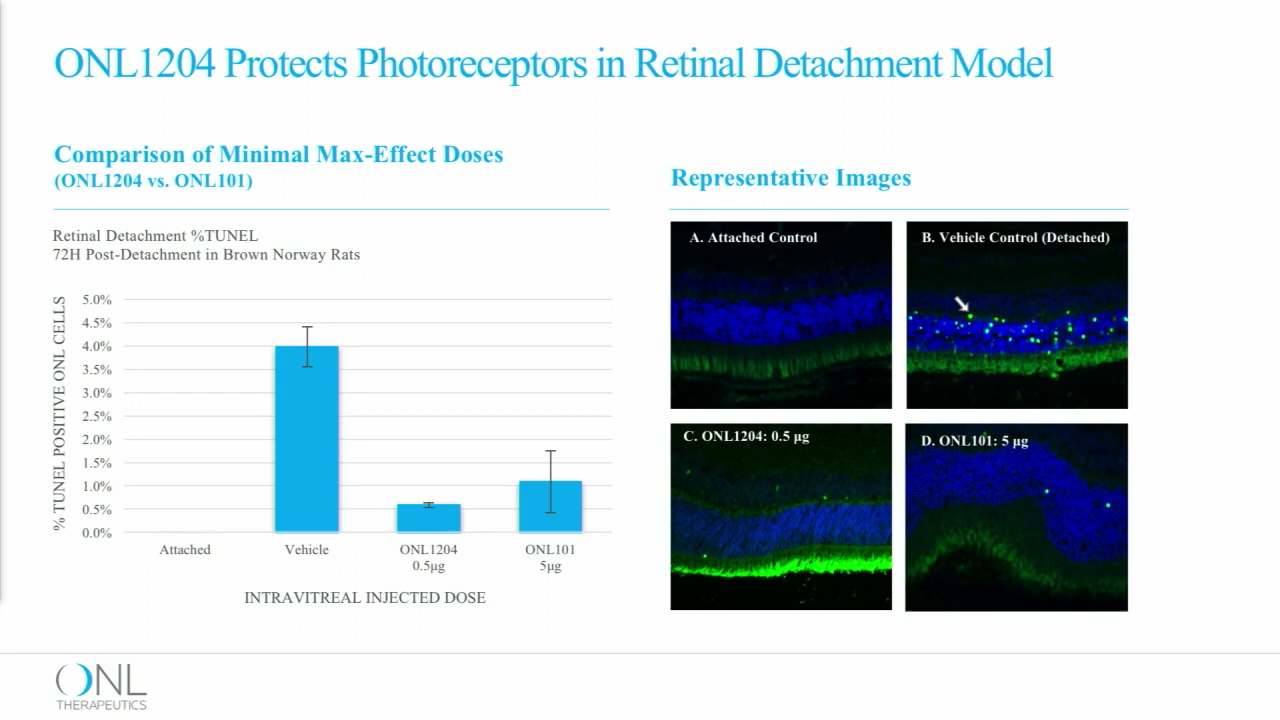 ONL1204 Protects Photoreceptors in Retinal Detachment Model
Comparison of Minimal Max-Effect Doses
(ONL1204 vs. ONL101)
Retinal Detachment %TUNEL
72H Post-Detachment in Brown Norway Rats
% TUNEL POSITIVE ONL CELLS
5.0%
4.5%
4.0%
3.5%
3.0%
2.5%
2.0%
1.5%
1.0%
0.5%
0.0%
Attached
Vehicle
ONL1204
0.5µg
ONL101
5µg
INTRAVITREAL INJECTED DOSE
Representative Images
A. Attached Control
B. Vehicle Control (Detached)
C. ONL1204: 0.5 µg
D. ONL101: 5 µg
ONL
THERAPEUTICS